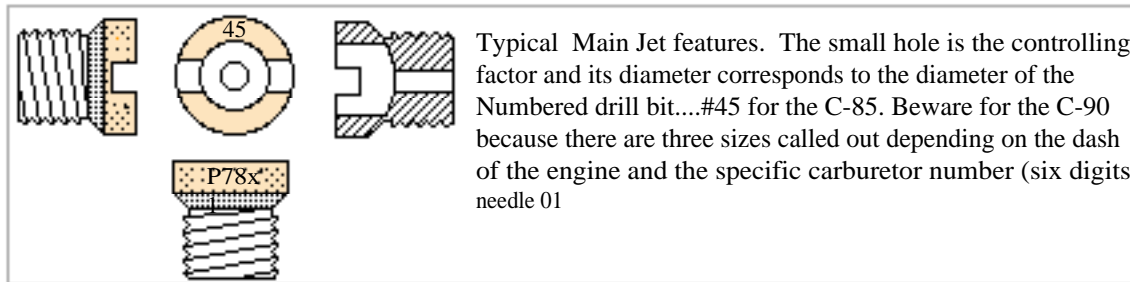 45
Typical Main Jet features. The small hole is the controlling
factor and its diameter corresponds to the diameter of the
Numbered drill bit....#45 for the C-85. Beware for the C-90
because there are three sizes called out depending on the dash
of the engine and the specific carburetor number (six digits
needle 01
P78x